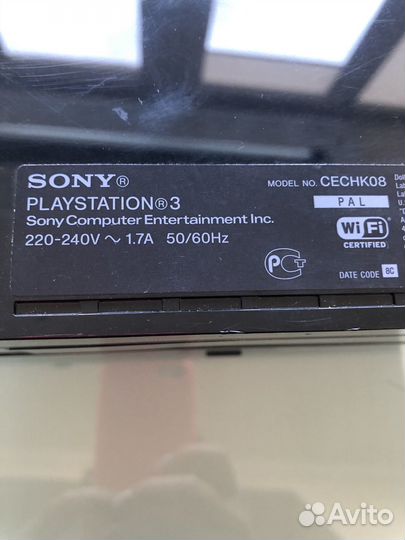 SONY®
PLAYSTATION®3
Sony Computer Entertainment Inc.
220-240V ～ 1.7A 50/60Hz
MODEL NO. CECHK08
PAL
Wi Fi
CERTIFIED
PCT
DATE CODE 8C
Avito